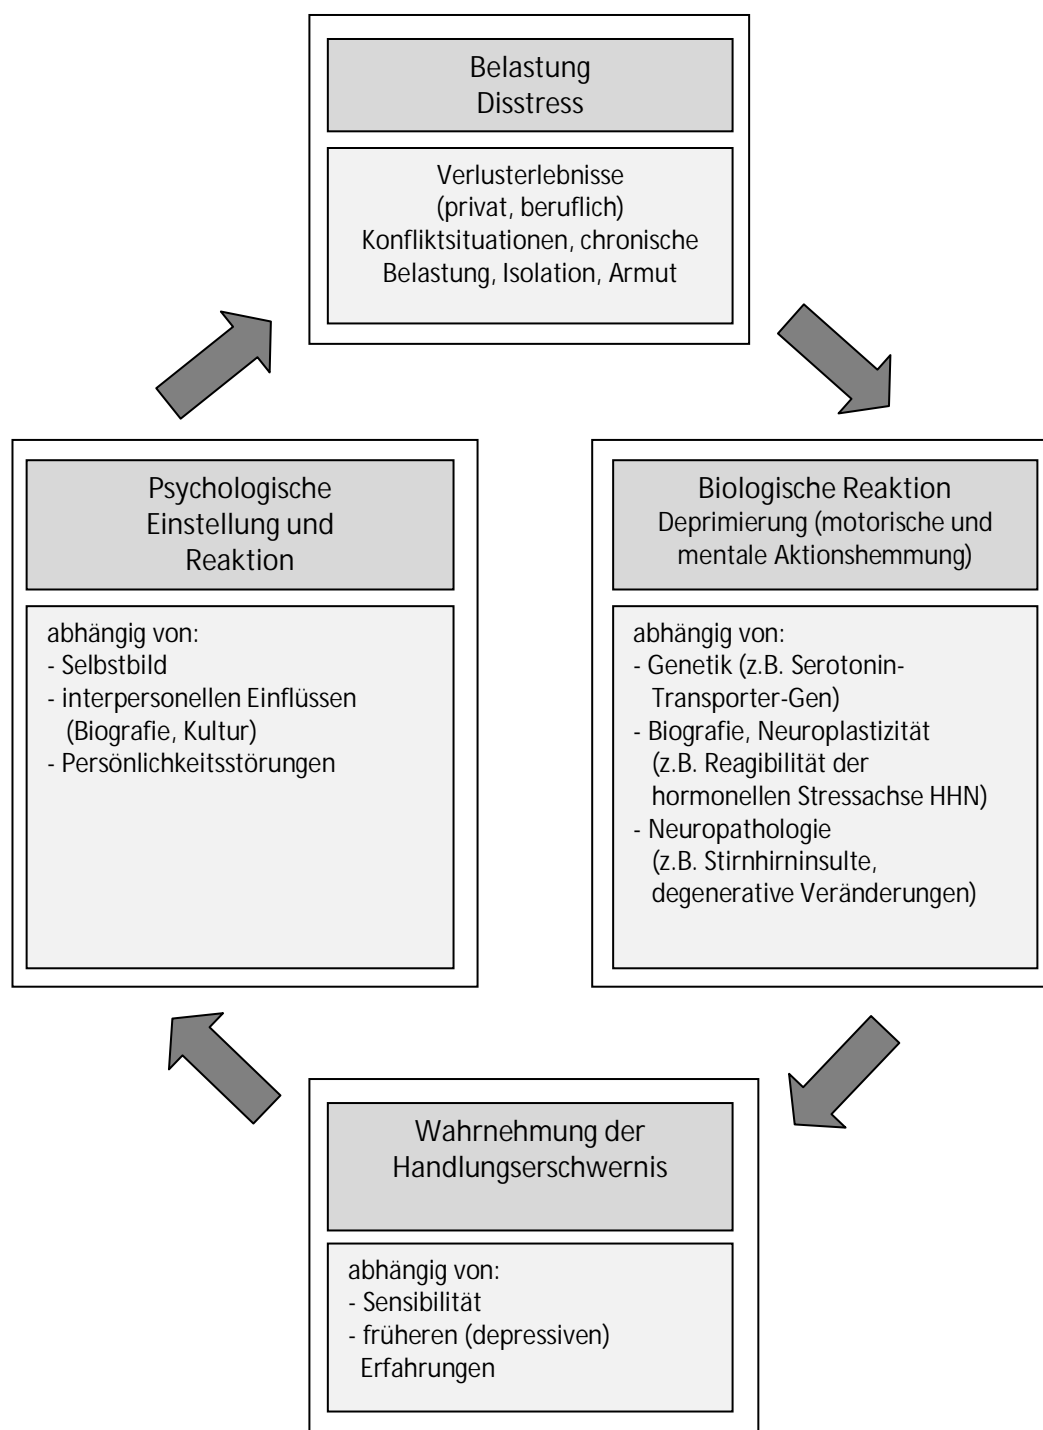 Belastung
Disstress
Verlusterlebnisse
(privat, beruflich)
Konfliktsituationen, chronische
Belastung, Isolation, Armut
Psychologische
Einstellung und
Reaktion
abhängig von:
- Selbstbild
- interpersonellen Einflüssen
(Biografie, Kultur)
- Persönlichkeitsstörungen
Biologische Reaktion
Deprimierung (motorische und
mentale Aktionshemmung)
abhängig von:
- Genetik (z.B. Serotonin-
Transporter-Gen)
- Biografie, Neuroplastizität
(z.B. Reagibilität der
hormonellen Stressachse HHN)
- Neuropathologie
(z.B. Stirnhirninsulte,
degenerative Veränderungen)
Wahrnehmung der
Handlungserschwernis
abhängig von:
- Sensibilität
- früheren (depressiven)
Erfahrungen